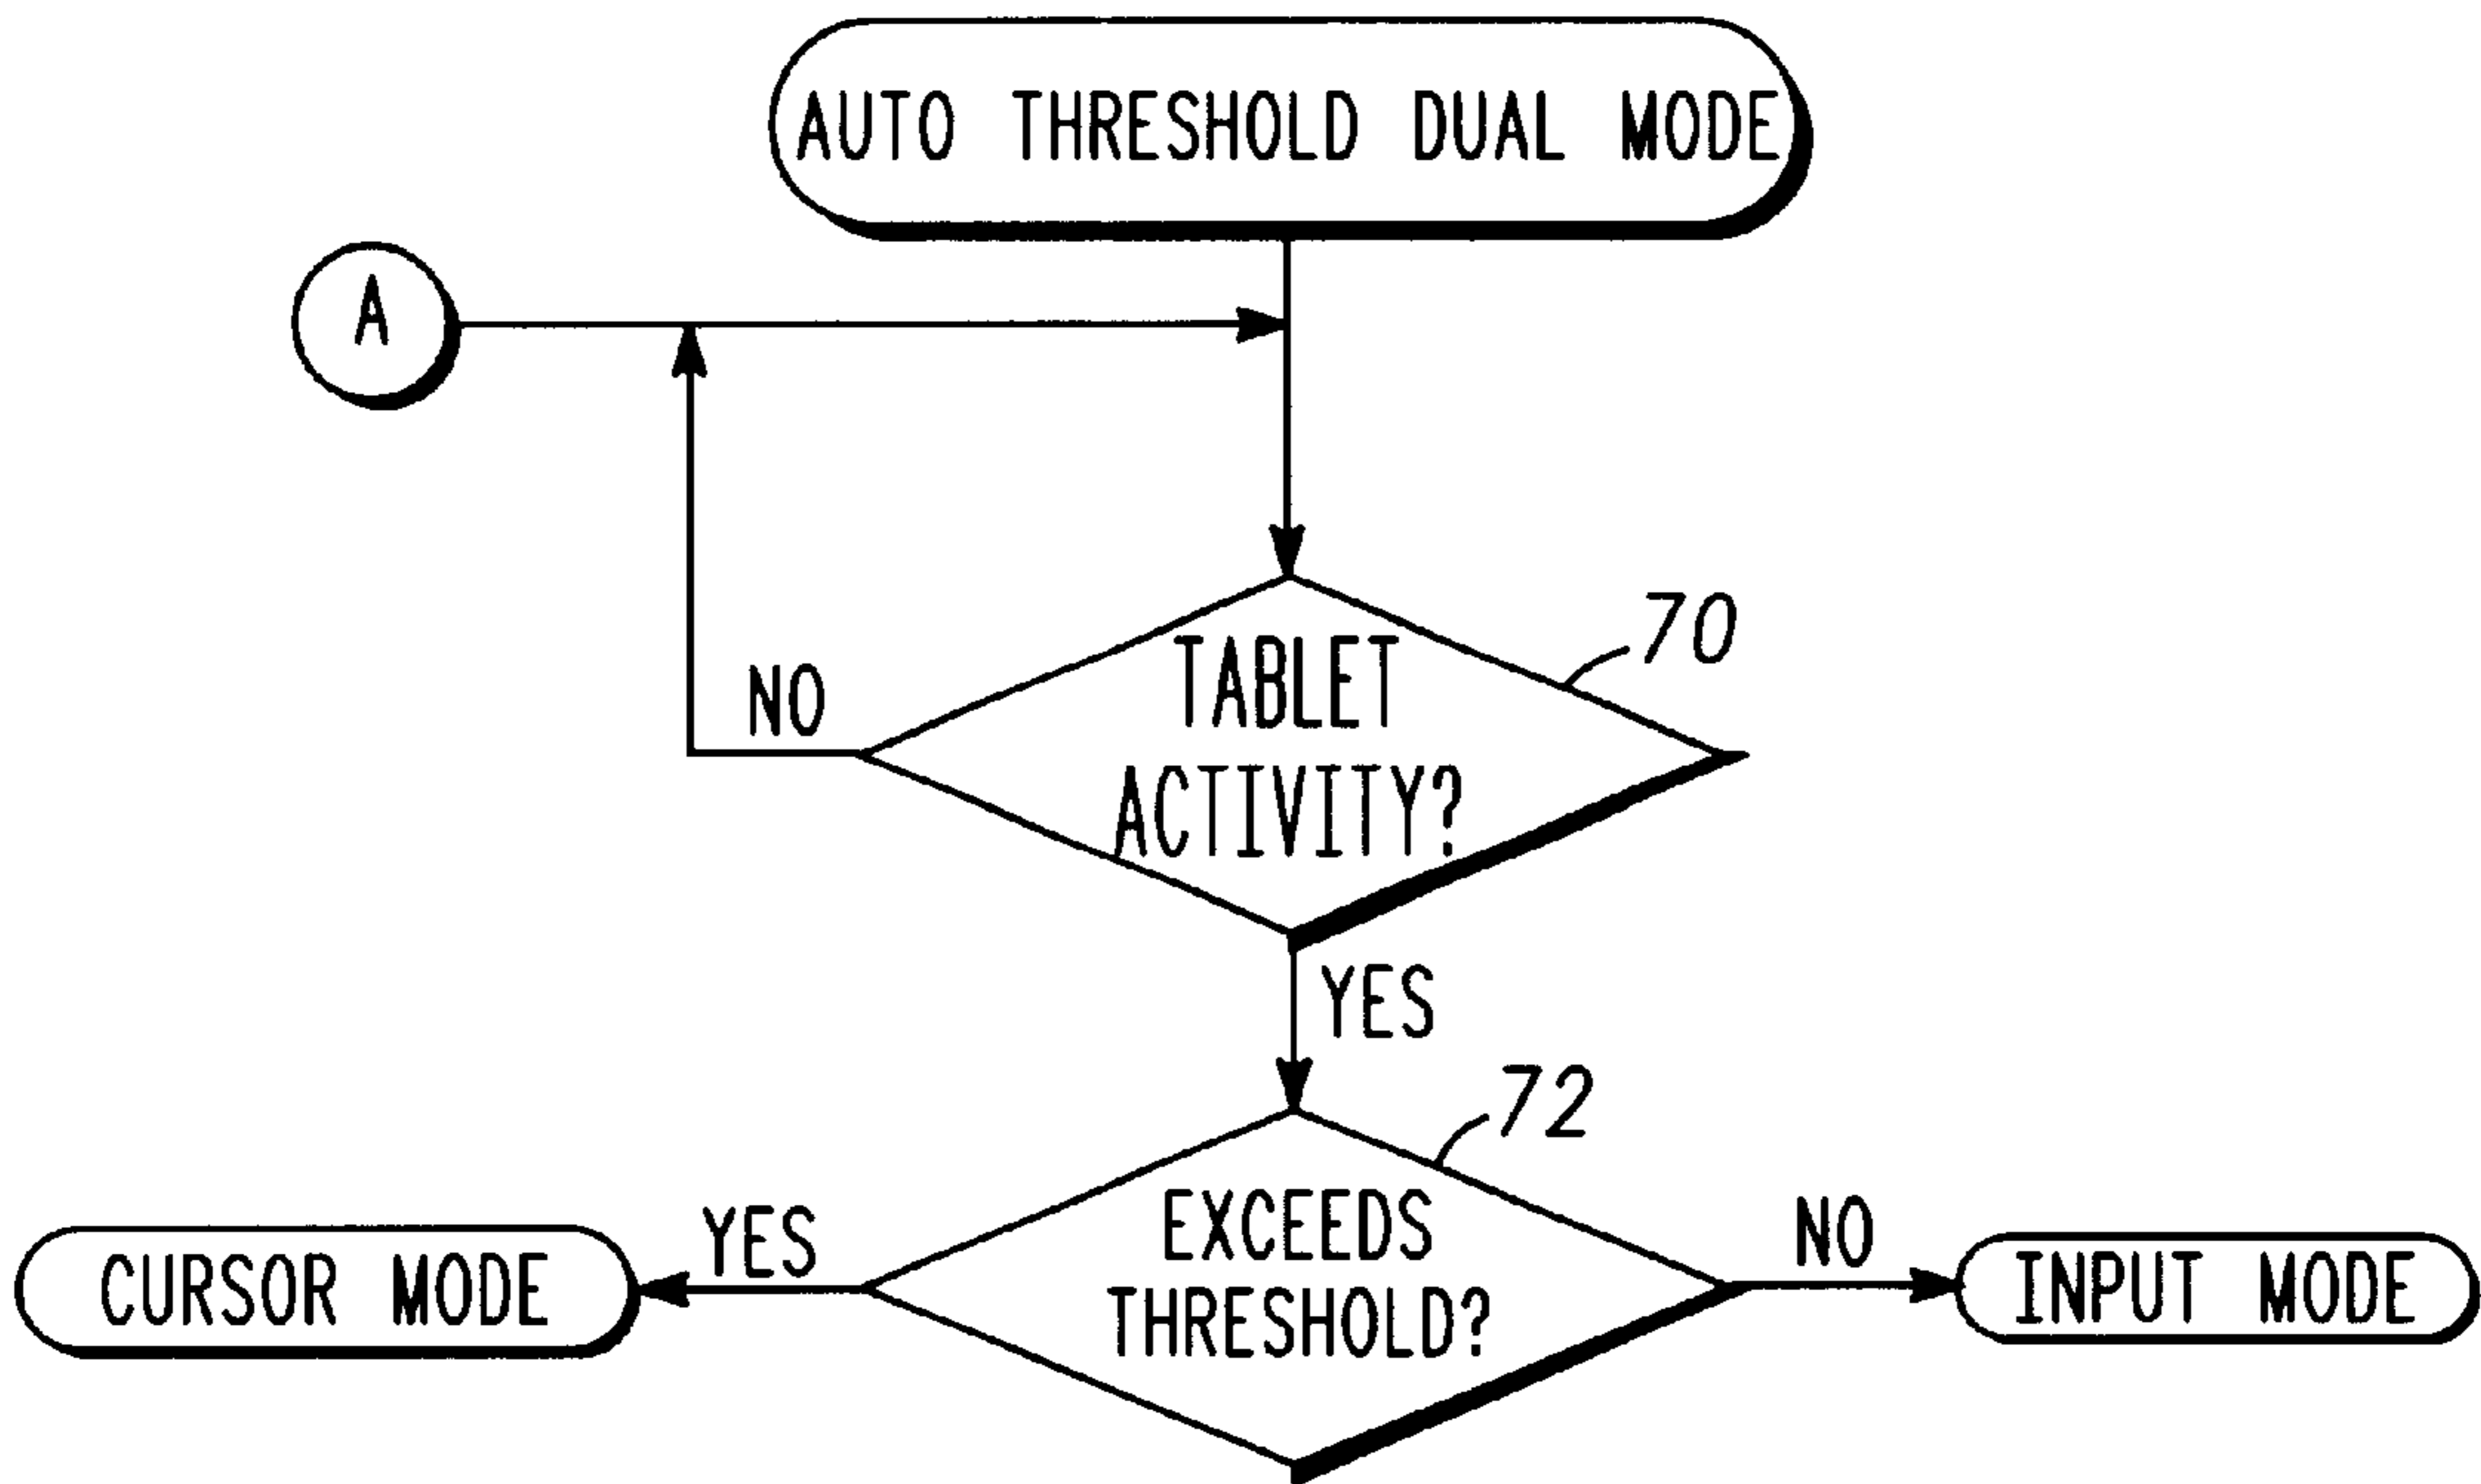 AUTO THRESHOLD DUAL MODE
A
70
TABLET
NO
ACTIVITY?
YES
72
EXCEEDS
YES
NO
THRESHOLD?
CURSOR MODE
INPUT MODE